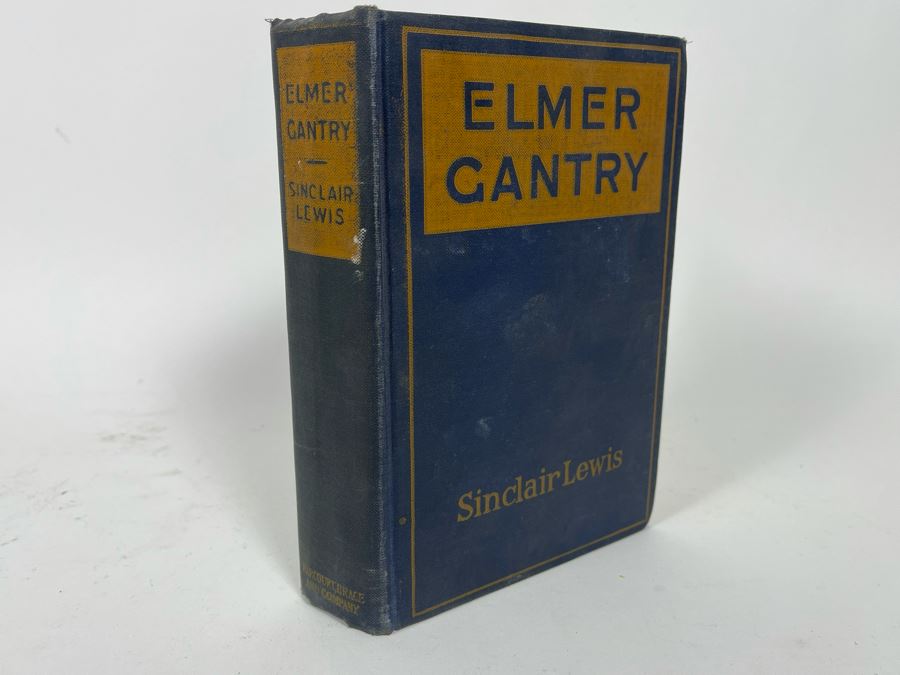 ELMER
GANTRY
SINCLAIR
LEWIS
HARCOURT, BRACE
AND COMPANY
ELMER
GANTRY
Sinclair Lewis